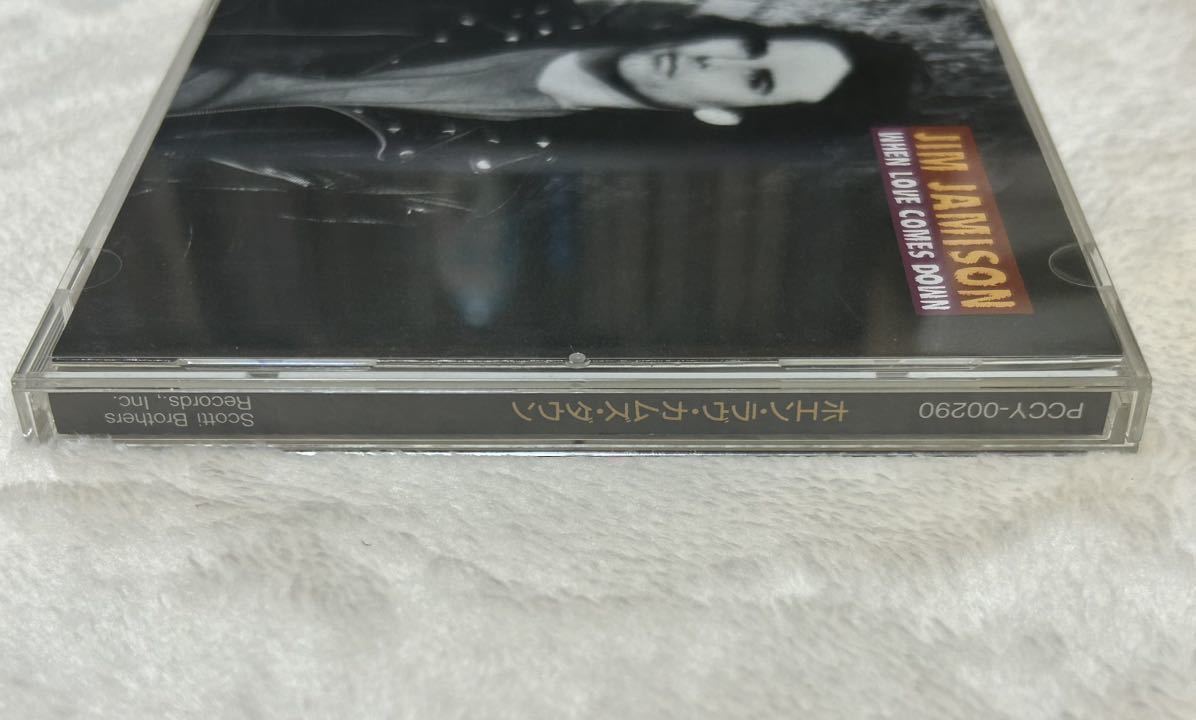 JIM JAMISON
WHEN LOVE COMES DOWN
PCCY-00290
ホエン・ラヴ・カムズ・ダウン
Scotti Brothers
Records., Inc.